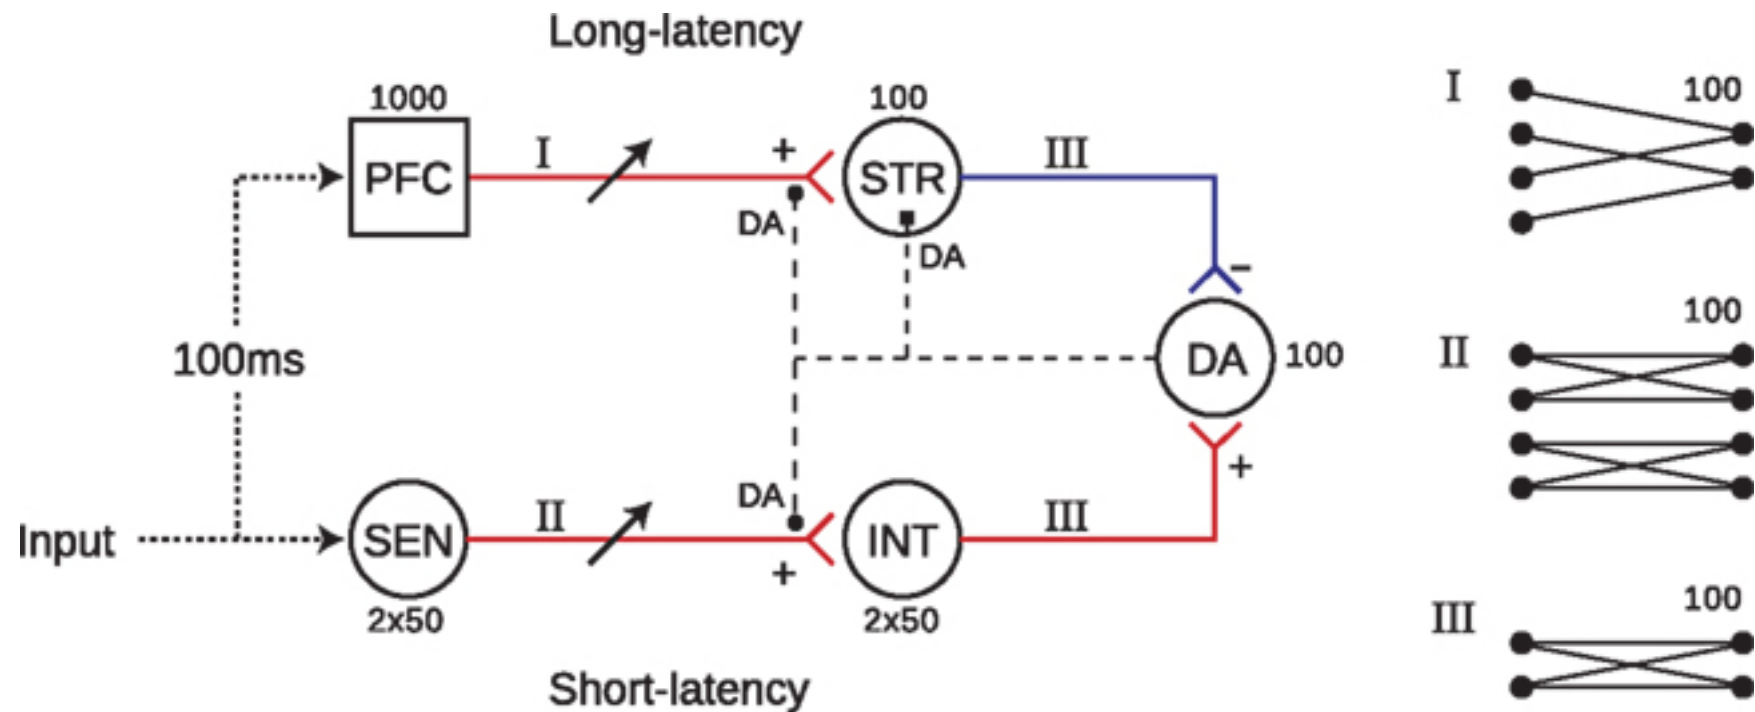 Long-latency
1000
PFC
I
+
100
STR
III
DA
DA
−
DA
100
100ms
Input
SEN
2x50
II
DA
+
INT
2x50
III
+
Short-latency
I
100
II
100
III
100